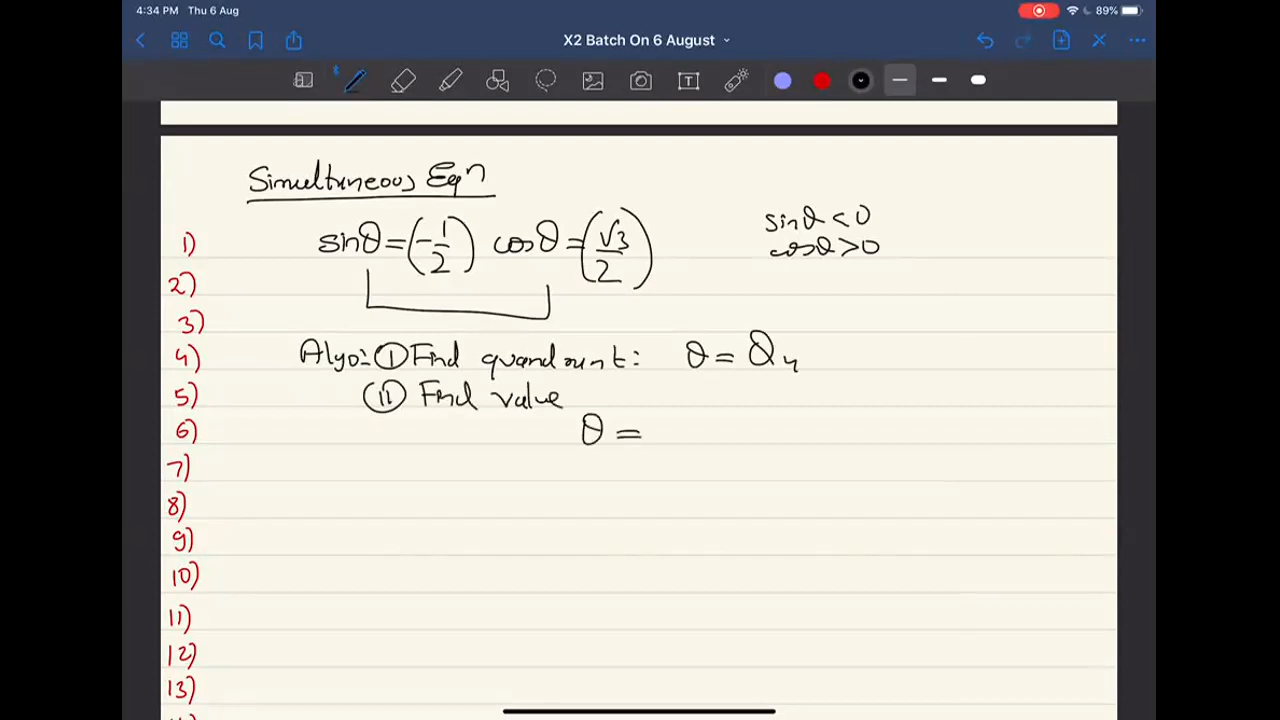 4:34 PM Thu 6 Aug
89%
X2 Batch On 6 August
T
Simultaneous Eqn
sinθ < 0
1) sinθ = (-1/2) cosθ = (√3/2)
cosθ > 0
2)
3)
4) Algo: (I) Find quandrunt: θ = Q4
5) (II) Find value
6) θ =
7)
8)
9)
10)
11)
12)
13)